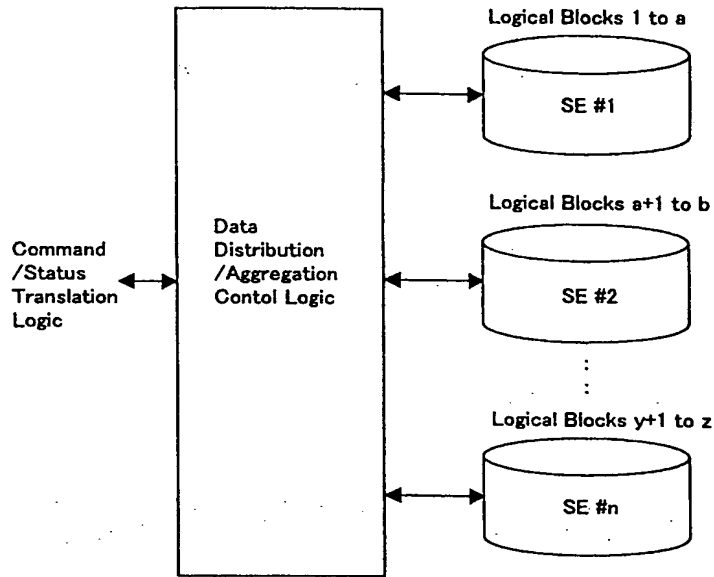 Logical Blocks 1 to a
SE #1
Logical Blocks a+1 to b
SE #2
Command
/Status
Translation
Logic
Data
Distribution
/Aggregation
Contol Logic
Logical Blocks y+1 to z
SE #n